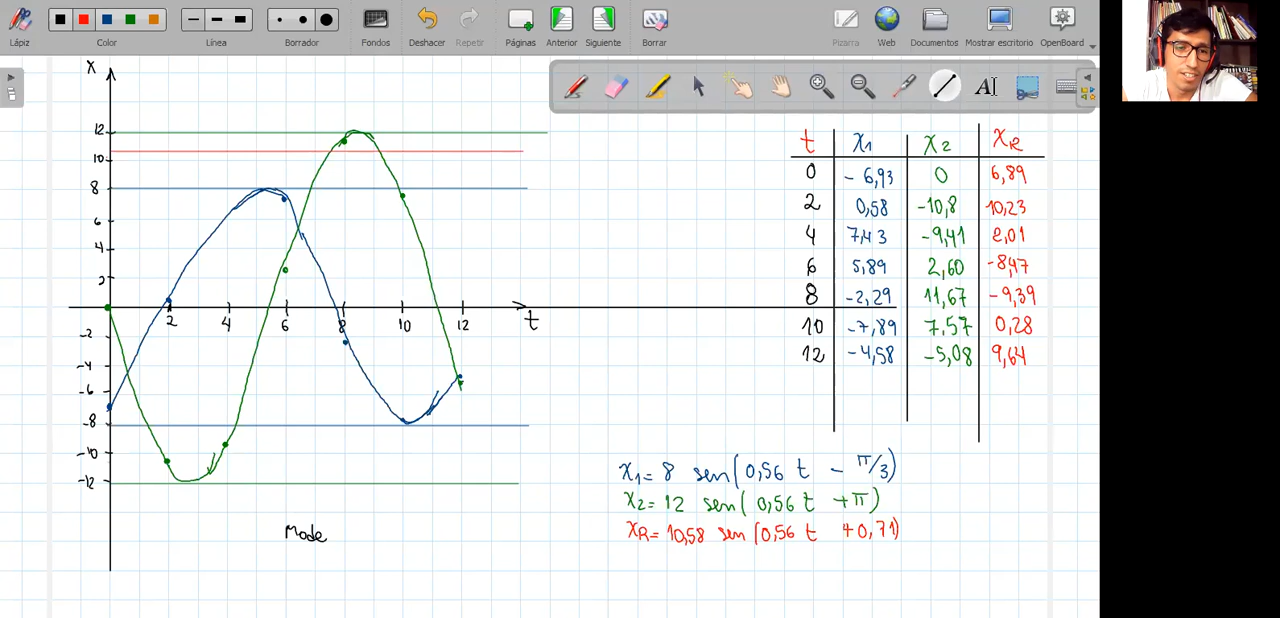 Lápiz Color Línea Borrador Fondos Deshacer Repetir Páginas Anterior Siguiente Borrar Pizarra Web Documentos Mostrar escritorio OpenBoard
x
12
10
8
6
4
2
-2
-4
-6
-8
-10
-12
2 4 6 8 10 12 t
Mode
t x1 x2 xR
0 -6,93 0 6,89
2 0,58 -10,8 10,23
4 7,43 -9,41 2,01
6 5,89 2,60 -8,47
8 -2,29 11,67 -9,39
10 -7,89 7,57 0,28
12 -4,58 -5,08 9,64
x1= 8 sen(0,56 t - π/3)
x2= 12 sen(0,56 t +π)
xR= 10,58 sen(0,56 t +0,71)